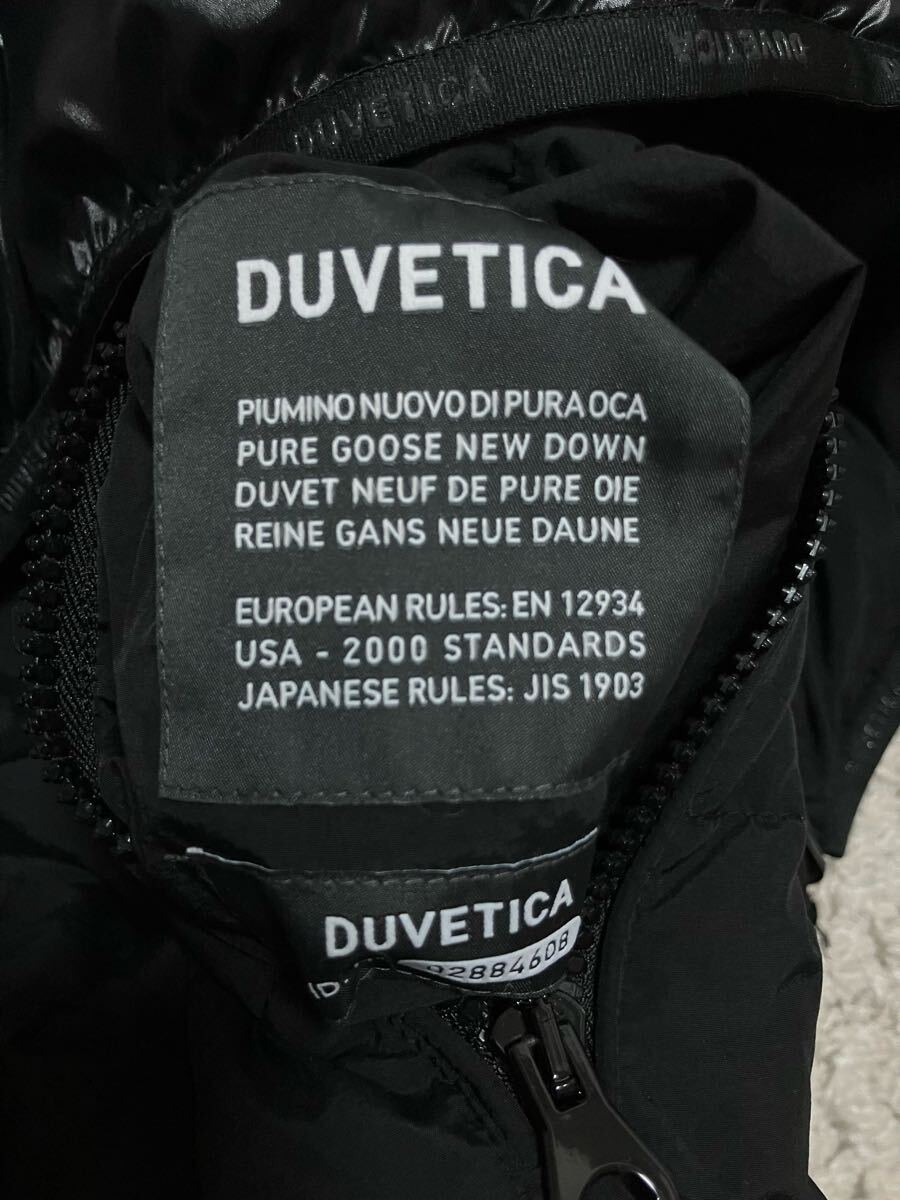 DUVETICA
DUVETICA
DUVETICA
PIUMINO NUOVO DI PURA OCA
PURE GOOSE NEW DOWN
DUVET NEUF DE PURE OIE
REINE GANS NEUE DAUNE
EUROPEAN RULES: EN 12934
USA - 2000 STANDARDS
JAPANESE RULES: JIS 1903
DUVETICA
ID